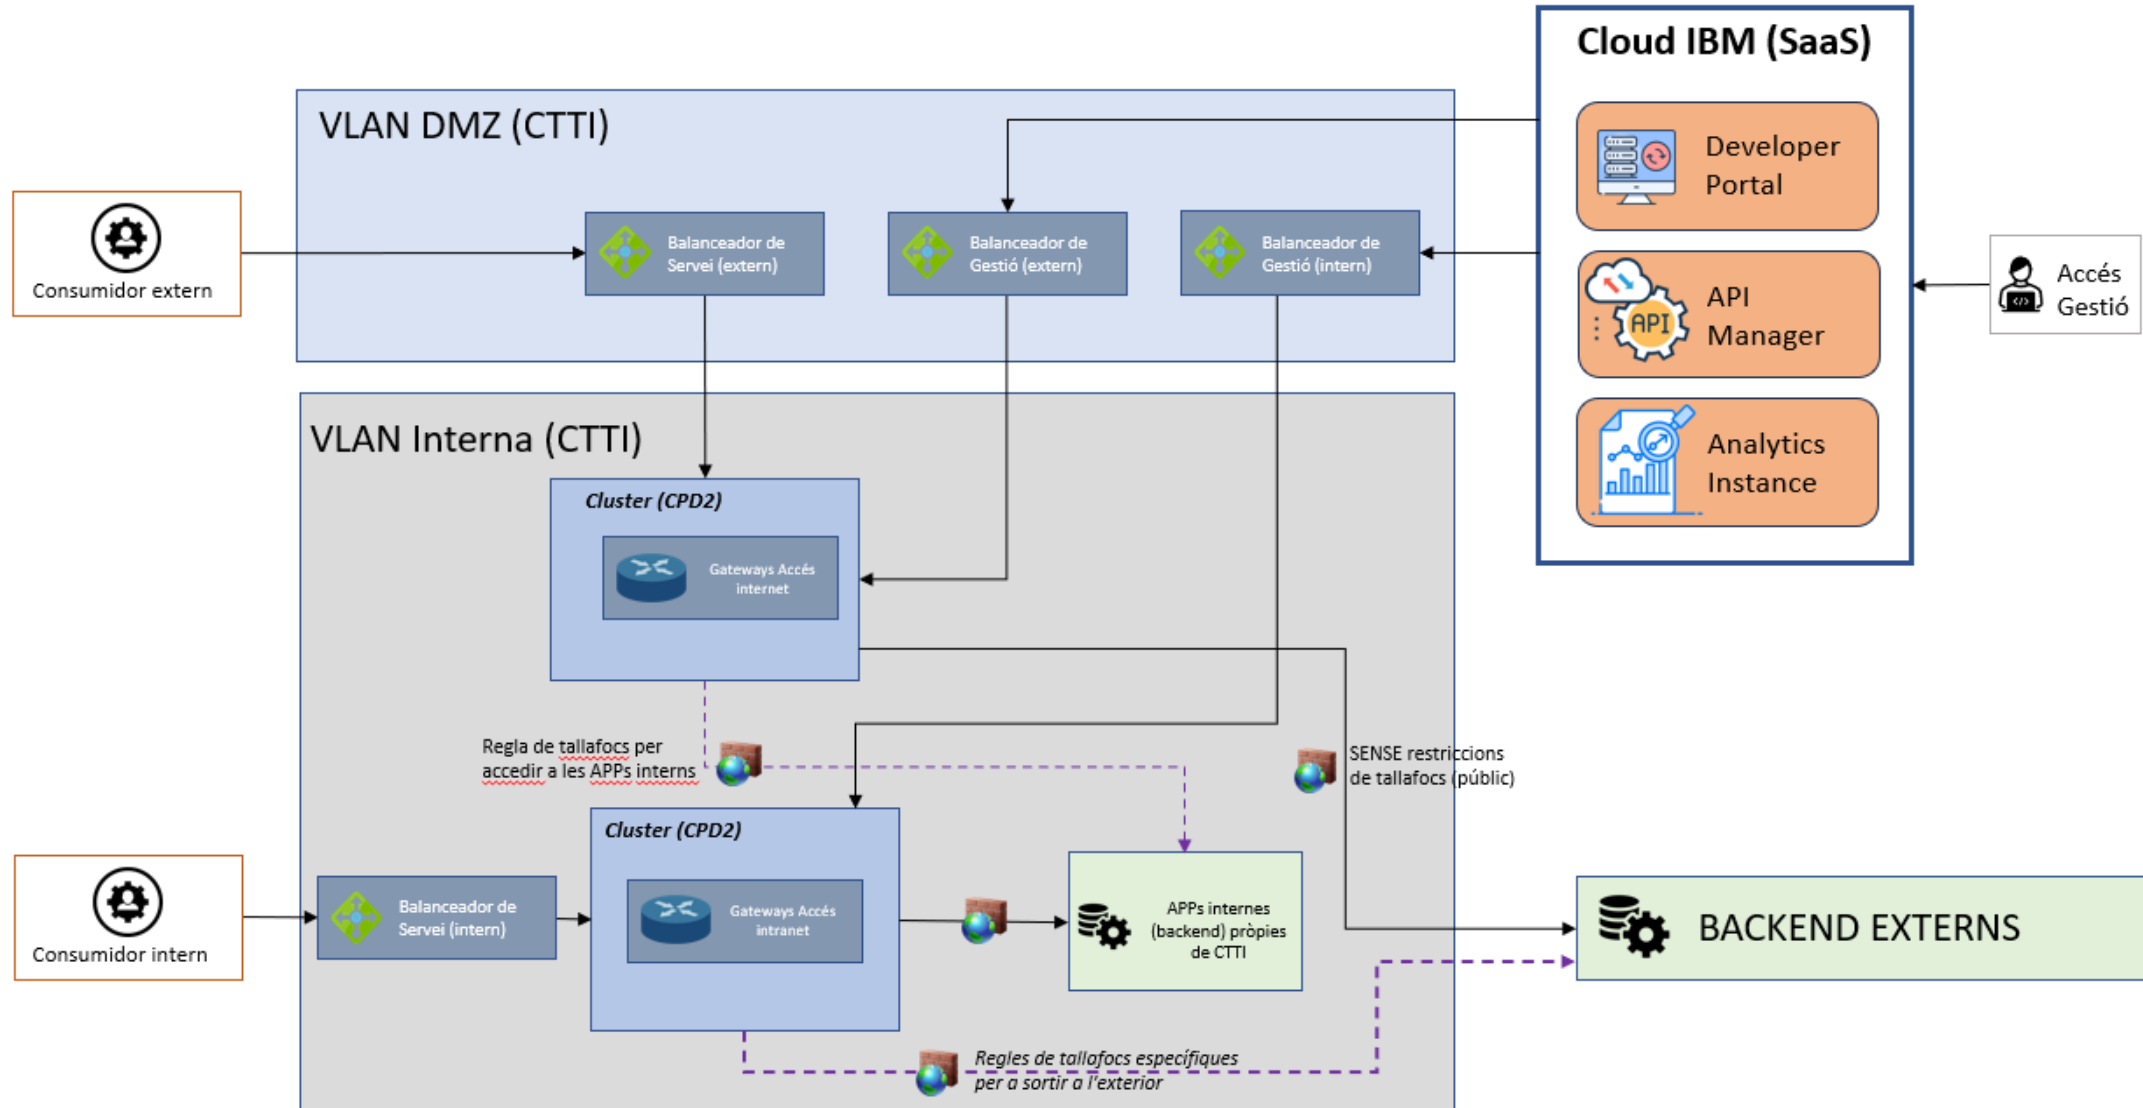 Cloud IBM (SaaS)
VLAN DMZ (CTTI)
Developer
Portal
Balanceador de
Servei (extern)
Balanceador de
Gestió (extern)
Balanceador de
Gestió (intern)
Consumidor extern
API
API
Manager
Accés
Gestió
VLAN Interna (CTTI)
Analytics
Instance
Cluster (CPD2)
Gateways Accés
internet
Regla de tallafocs per
accedir a les APPs interns
SENSE restriccions
de tallafocs (públic)
Cluster (CPD2)
Balanceador de
Servei (intern)
Gateways Accés
intranet
APPs internes
(backend) pròpies
de CTTI
BACKEND EXTERNS
Consumidor intern
Regles de tallafocs específiques
per a sortir a l'exterior